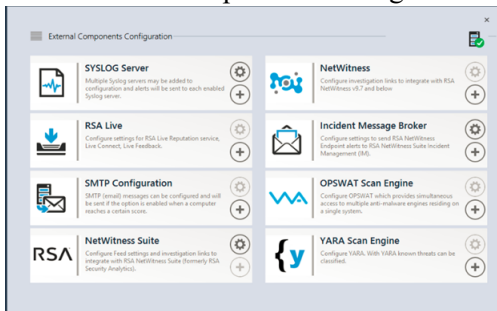 External Components Configuration
SYSLOG Server
Multiple Syslog servers may be added to
configuration and alerts will be sent to each enabled
Syslog server.
NetWitness
Configure investigation links to integrate with RSA
NetWitness v9.7 and below
RSA Live
Configure settings for RSA Live Reputation service,
Live Connect, Live Feedback.
Incident Message Broker
Configure settings to send RSA NetWitness
Endpoint alerts to RSA NetWitness Suite Incident
Management (IM).
SMTP Configuration
SMTP (email) messages can be configured and will
be sent if the option is enabled when a computer
reaches a certain score.
OPSWAT Scan Engine
Configure OPSWAT which provides simultaneous
access to multiple anti-malware engines residing on
a single system.
RSA
NetWitness Suite
Configure Feed settings and investigation links to
integrate with RSA NetWitness Suite (formerly RSA
Security Analytics).
{y
YARA Scan Engine
Configure YARA. With YARA known threats can be
classified.